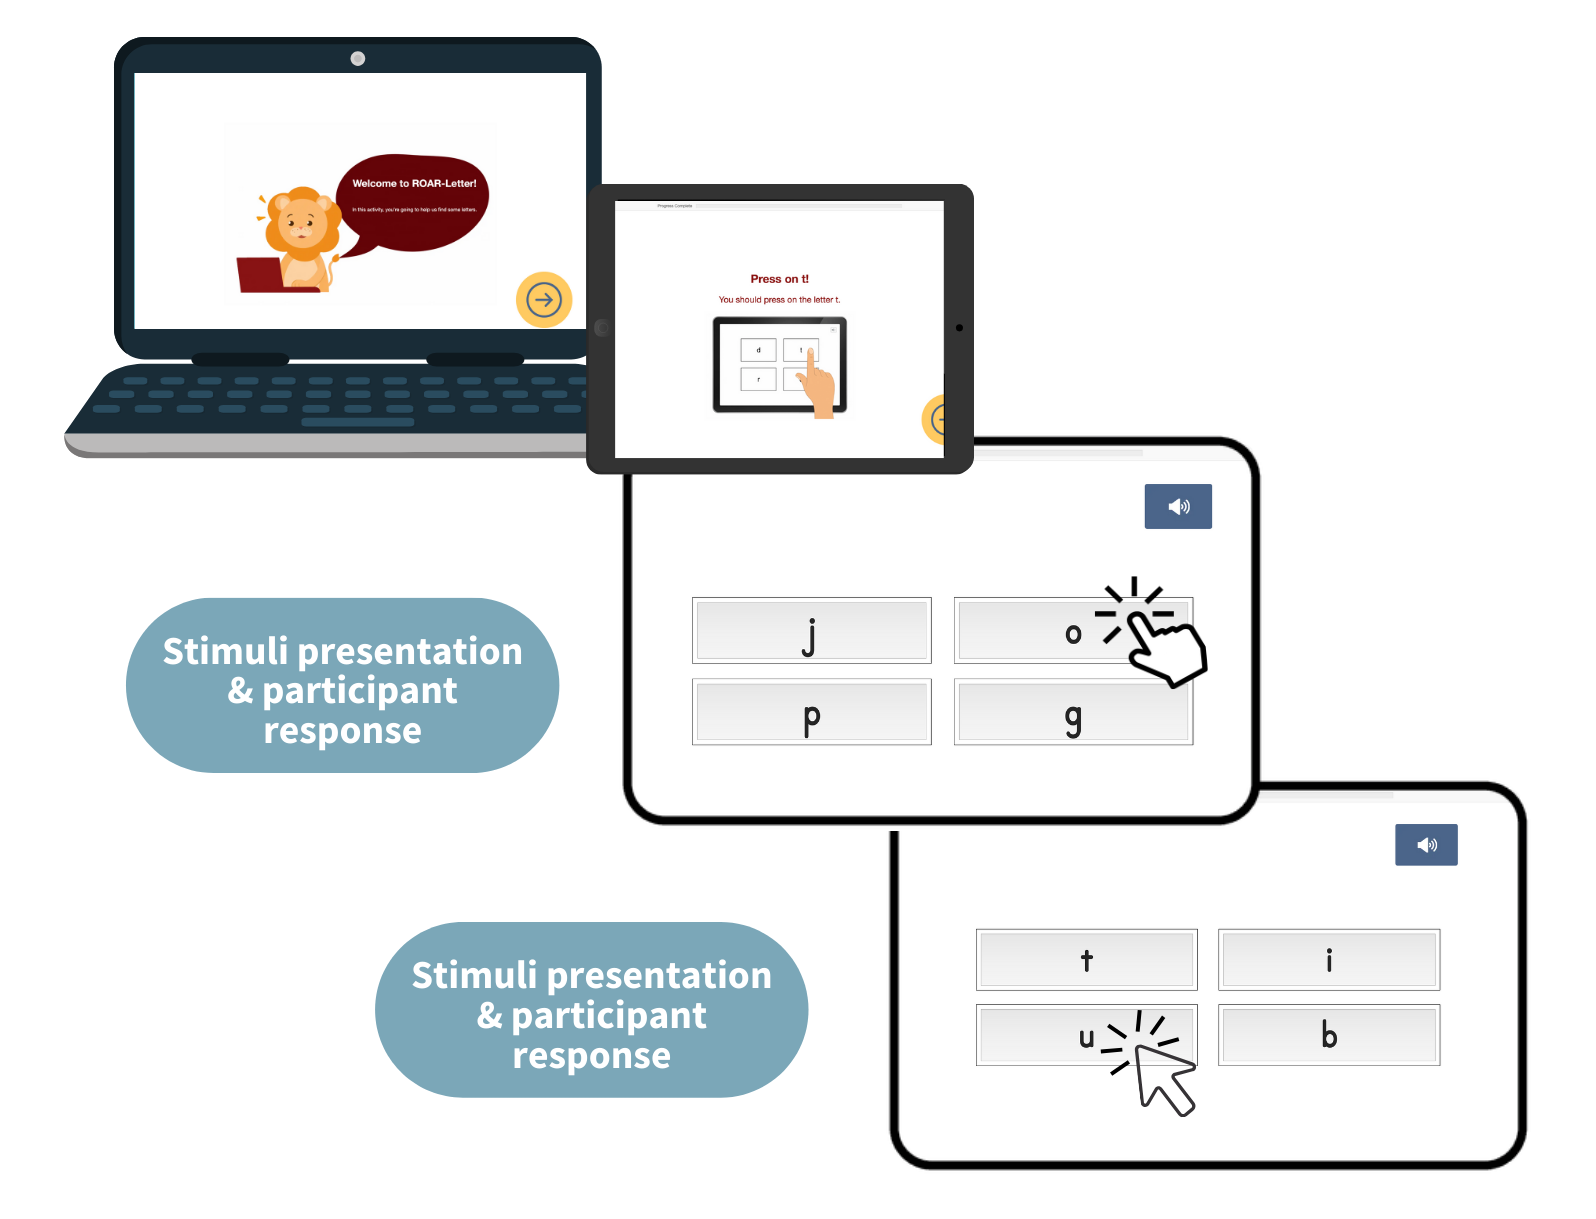 Welcome to ROAR-Letter!
In this activity, you're going to help us find some letters.
Progress Complete
Press on t!
You should press on the letter t.
d t
r
j o
p g
Stimuli presentation
& participant
response
t i
u b
Stimuli presentation
& participant
response